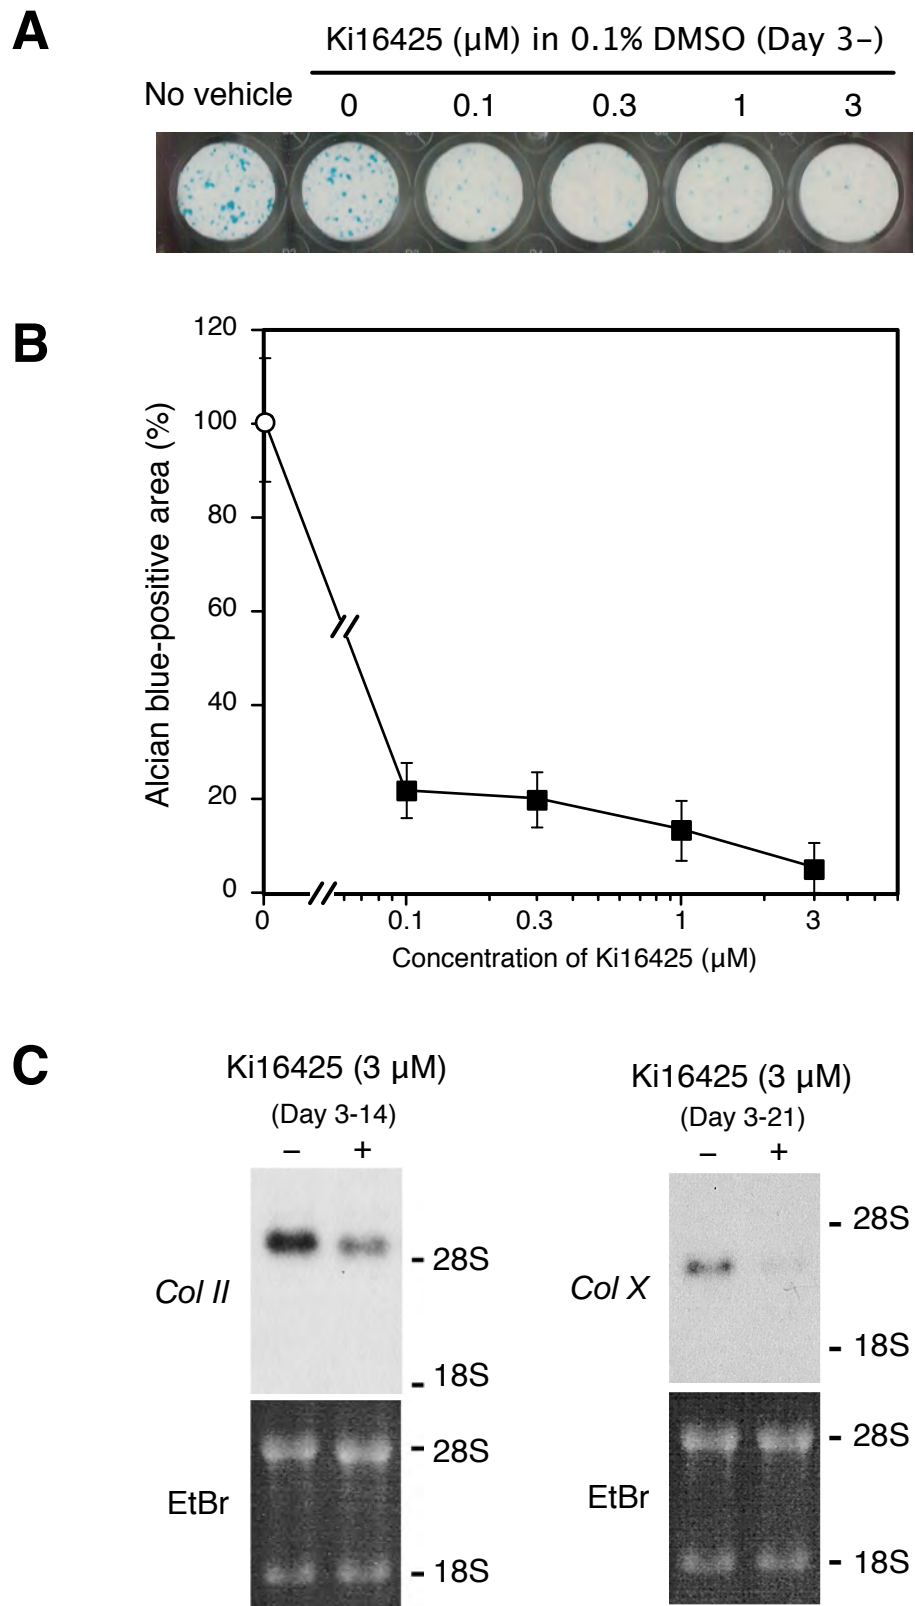 A
Ki16425 (μM) in 0.1% DMSO (Day 3–)
No vehicle
0
0.1
0.3
1
3
B
120
100
80
60
40
20
0
Alcian blue-positive area (%)
0
0.1
0.3
1
3
Concentration of Ki16425 (μM)
C
Ki16425 (3 μM)
(Day 3-14)
– +
Col II
28S
18S
EtBr
28S
18S
Ki16425 (3 μM)
(Day 3-21)
– +
Col X
28S
18S
EtBr
28S
18S